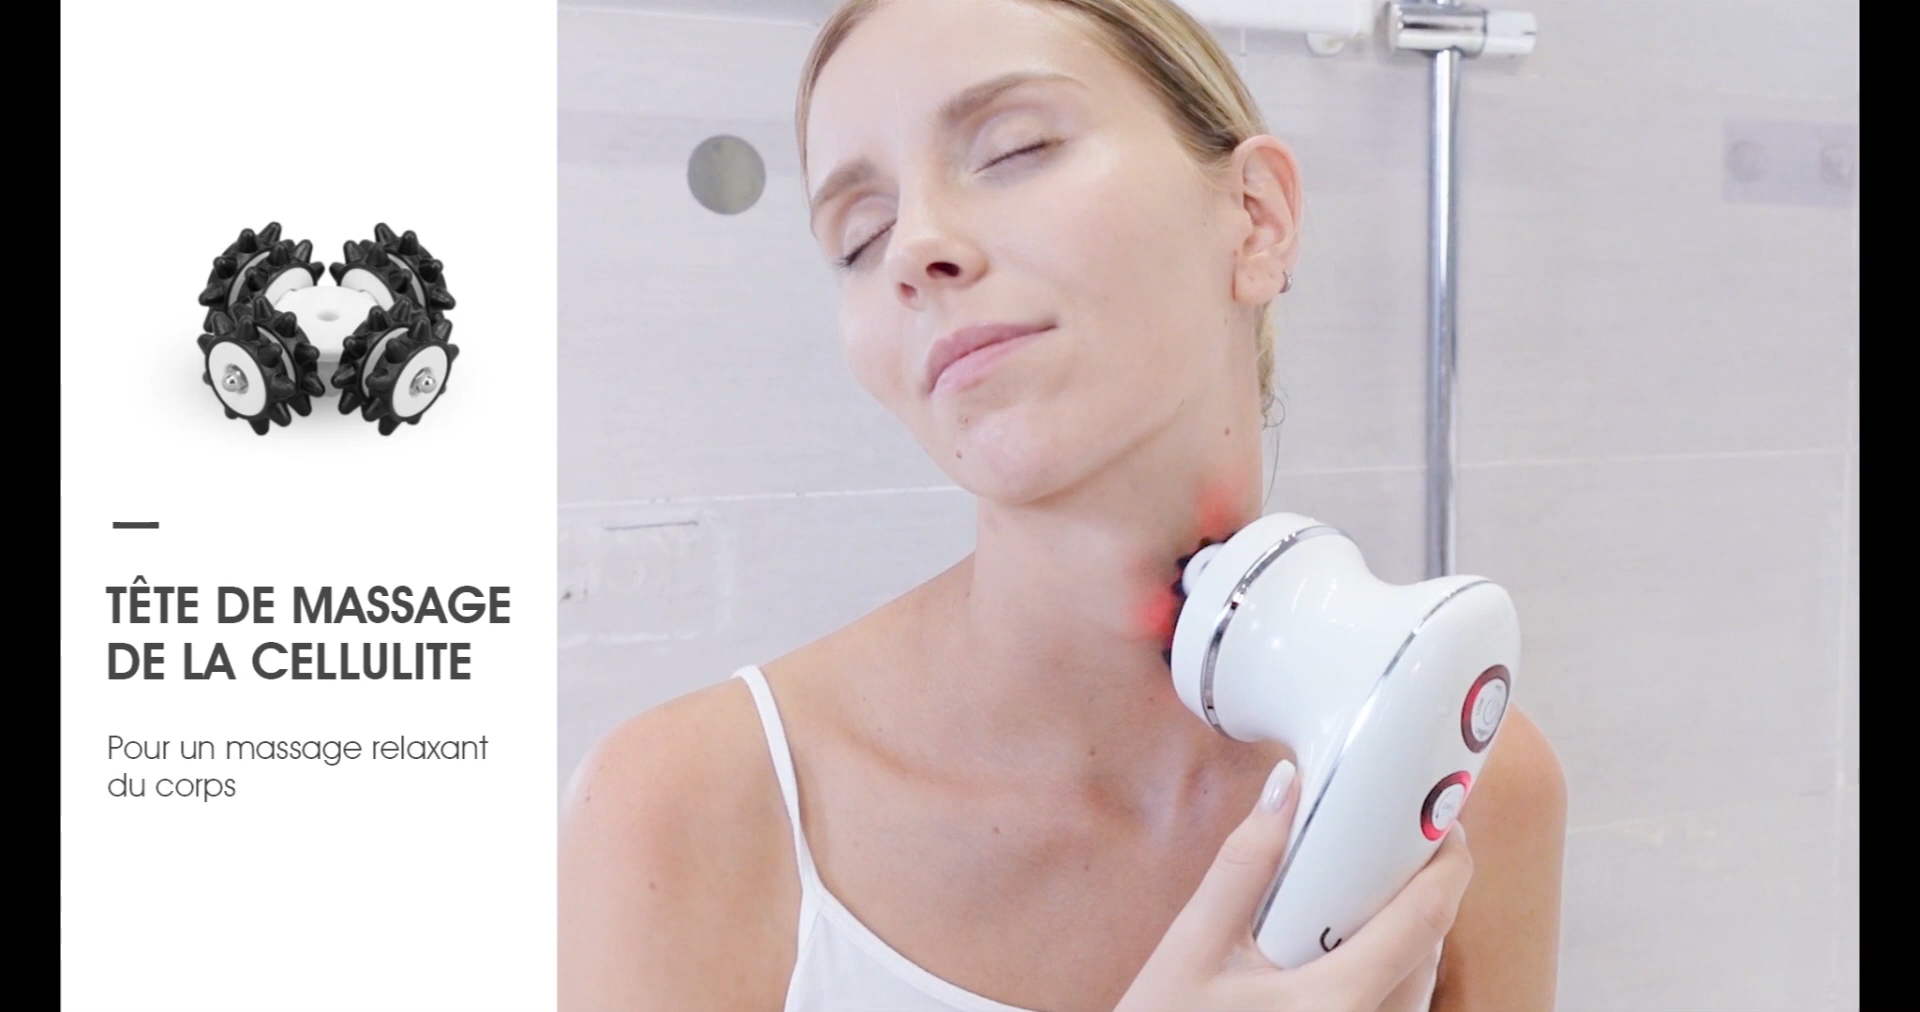 TÊTE DE MASSAGE
DE LA CELLULITE
Pour un massage relaxant
du corps